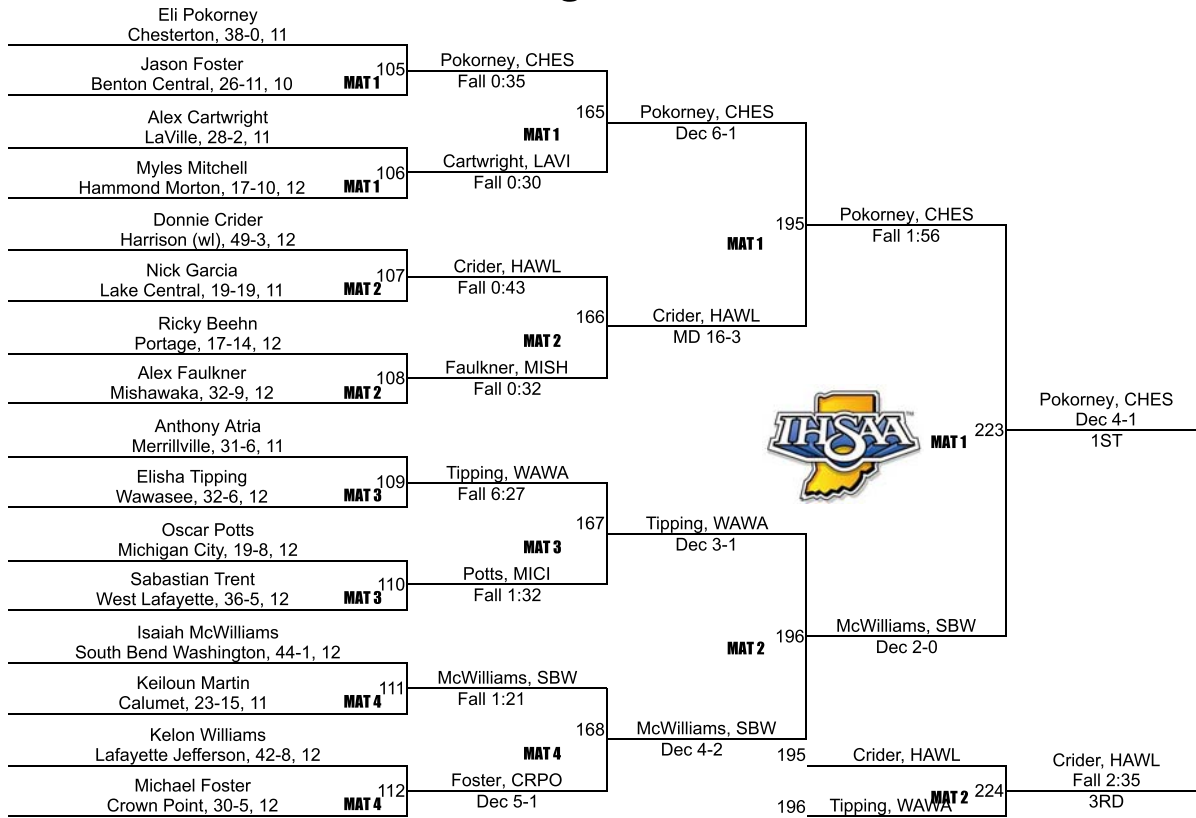 Eli Pokorney
Chesterton, 38-0, 11
Jason Foster
Benton Central, 26-11, 10
MAT 1
105
Pokorney, CHES
Fall 0:35
Alex Cartwright
LaVille, 28-2, 11
Myles Mitchell
Hammond Morton, 17-10, 12
MAT 1
106
Cartwright, LAVI
Fall 0:30
165
MAT 1
Pokorney, CHES
Dec 6-1
Donnie Crider
Harrison (wl), 49-3, 12
Nick Garcia
Lake Central, 19-19, 11
MAT 2
107
Crider, HAWL
Fall 0:43
Ricky Beehn
Portage, 17-14, 12
Alex Faulkner
Mishawaka, 32-9, 12
MAT 2
108
Faulkner, MISH
Fall 0:32
166
MAT 2
Crider, HAWL
MD 16-3
195
MAT 1
Pokorney, CHES
Fall 1:56
Anthony Atria
Merrillville, 31-6, 11
Elisha Tipping
Wawasee, 32-6, 12
MAT 3
109
Tipping, WAWA
Fall 6:27
Oscar Potts
Michigan City, 19-8, 12
Sabastian Trent
West Lafayette, 36-5, 12
MAT 3
110
Potts, MICI
Fall 1:32
167
MAT 3
Tipping, WAWA
Dec 3-1
Isaiah McWilliams
South Bend Washington, 44-1, 12
Keiloun Martin
Calumet, 23-15, 11
MAT 4
111
McWilliams, SBW
Fall 1:21
Kelon Williams
Lafayette Jefferson, 42-8, 12
Michael Foster
Crown Point, 30-5, 12
MAT 4
112
Foster, CRPO
Dec 5-1
168
MAT 4
McWilliams, SBW
Dec 4-2
196
MAT 2
McWilliams, SBW
Dec 2-0
IHSAA™
MAT 1
223
Pokorney, CHES
Dec 4-1
1ST
195
Crider, HAWL
196
Tipping, WAWA
MAT 2
224
Crider, HAWL
Fall 2:35
3RD